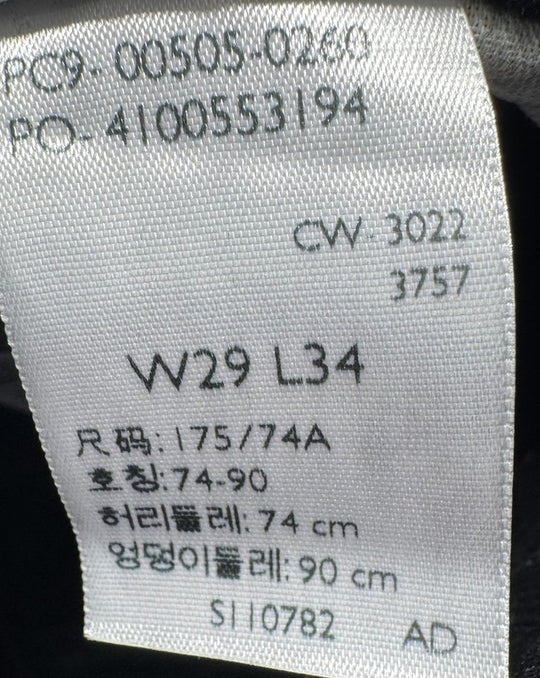 PC9-00505-0260
PO-4100553194
CW-3022
3757
W29 L34
尺码:175/74A
호칭:74-90
허리둘레:74 cm
엉덩이둘레:90 cm
S110782 AD